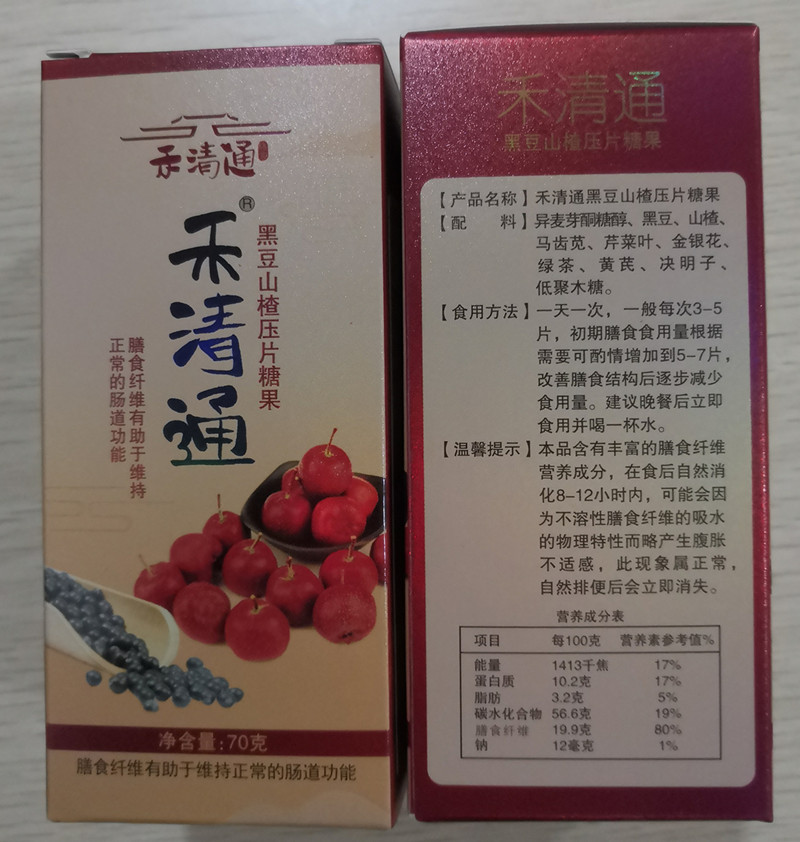 禾清通
禾清通
®
黑豆山楂压片糖果
膳食纤维有助于维持
正常的肠道功能
净含量:70克
膳食纤维有助于维持正常的肠道功能
禾清通
黑豆山楂压片糖果
【产品名称】禾清通黑豆山楂压片糖果
【配 料】异麦芽酮糖醇、黑豆、山楂、
马齿苋、芹菜叶、金银花、
绿茶、黄芪、决明子、
低聚木糖。
【食用方法】一天一次，一般每次3-5
片，初期膳食食用量根据
需要可酌情增加到5-7片，
改善膳食结构后逐步减少
食用量。建议晚餐后立即
食用并喝一杯水。
【温馨提示】本品含有丰富的膳食纤维
营养成分，在食后自然消
化8-12小时内，可能会因
为不溶性膳食纤维的吸水
的物理特性而略产生腹胀
不适感，此现象属正常，
自然排便后会立即消失。
营养成分表
项目 每100克 营养素参考值%
能量 1413千焦 17%
蛋白质 10.2克 17%
脂肪 3.2克 5%
碳水化合物 56.6克 19%
膳食纤维 19.9克 80%
钠 12毫克 1%